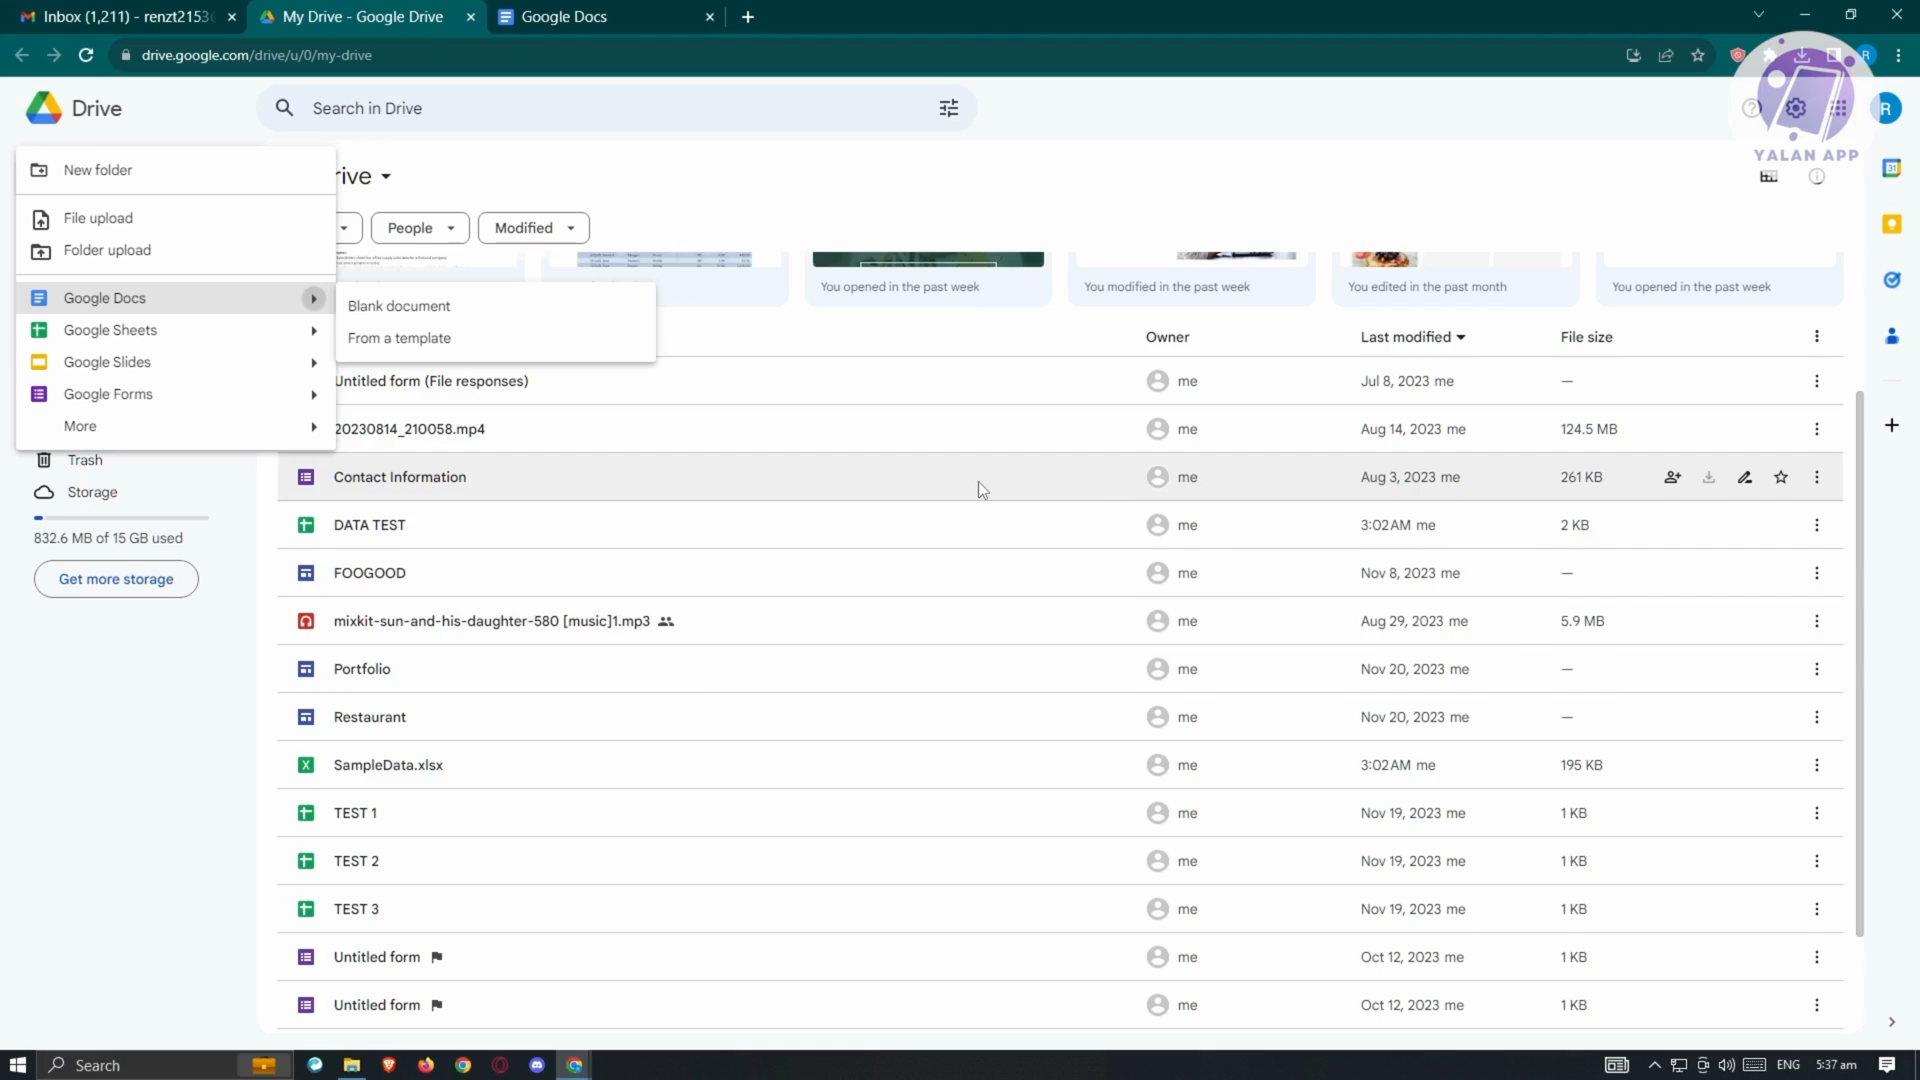 Inbox (1,211) - renzt2153
My Drive - Google Drive
Google Docs
drive.google.com/drive/u/0/my-drive
Drive
Search in Drive
R
YALAN APP
New folder
File upload
Folder upload
Google Docs
Google Sheets
Google Slides
Google Forms
More
Blank document
From a template
Trash
Storage
832.6 MB of 15 GB used
Get more storage
rive
People
Modified
You opened in the past week
You modified in the past week
You edited in the past month
You opened in the past week
Owner
Last modified
File size
Untitled form (File responses) me Jul 8, 2023 me —
20230814_210058.mp4 me Aug 14, 2023 me 124.5 MB
Contact Information me Aug 3, 2023 me 261 KB
DATA TEST me 3:02 AM me 2 KB
FOOGOOD me Nov 8, 2023 me —
mixkit-sun-and-his-daughter-580 [music]1.mp3 me Aug 29, 2023 me 5.9 MB
Portfolio me Nov 20, 2023 me —
Restaurant me Nov 20, 2023 me —
SampleData.xlsx me 3:02 AM me 195 KB
TEST 1 me Nov 19, 2023 me 1 KB
TEST 2 me Nov 19, 2023 me 1 KB
TEST 3 me Nov 19, 2023 me 1 KB
Untitled form me Oct 12, 2023 me 1 KB
Untitled form me Oct 12, 2023 me 1 KB
Search
ENG
5:37 am